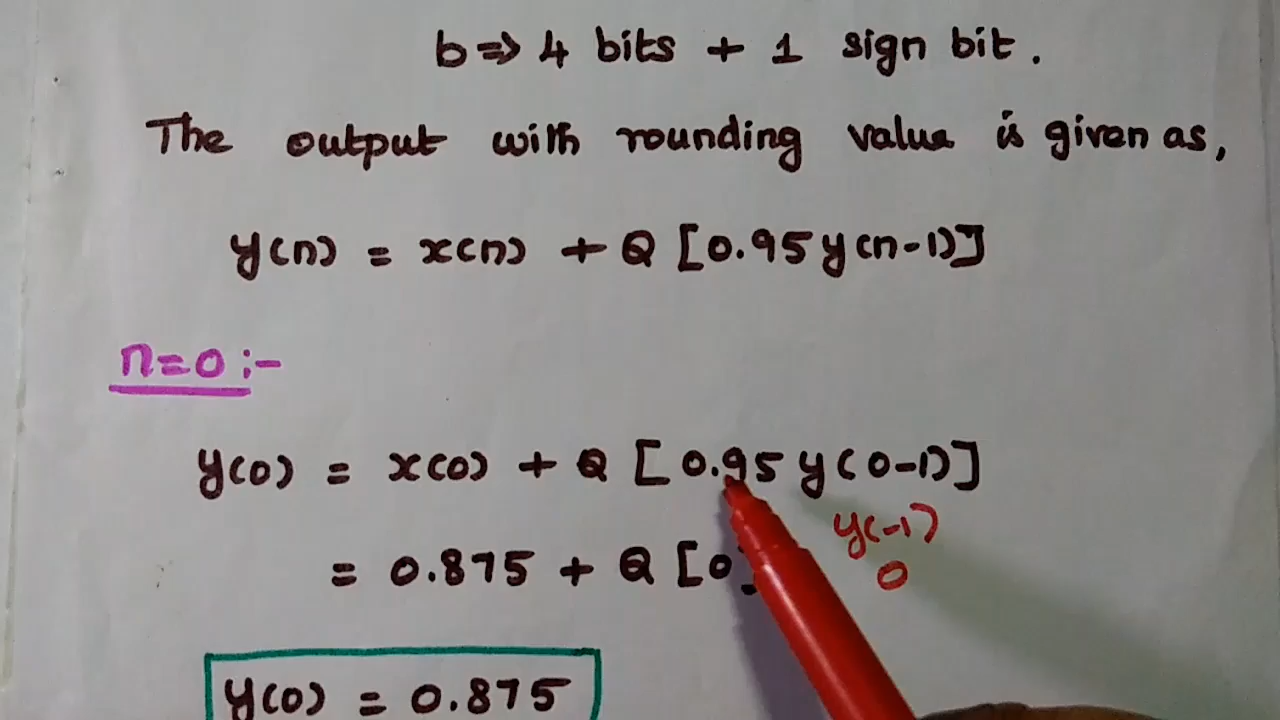 b ⇒ 4 bits + 1 sign bit.
The output with rounding value is given as,
y(n) = x(n) + Q [0.95 y(n-1)]
n=0 :-
y(0) = x(0) + Q [0.95 y(0-1)]
y(-1)
= 0.875 + Q [0]
0
y(0) = 0.875